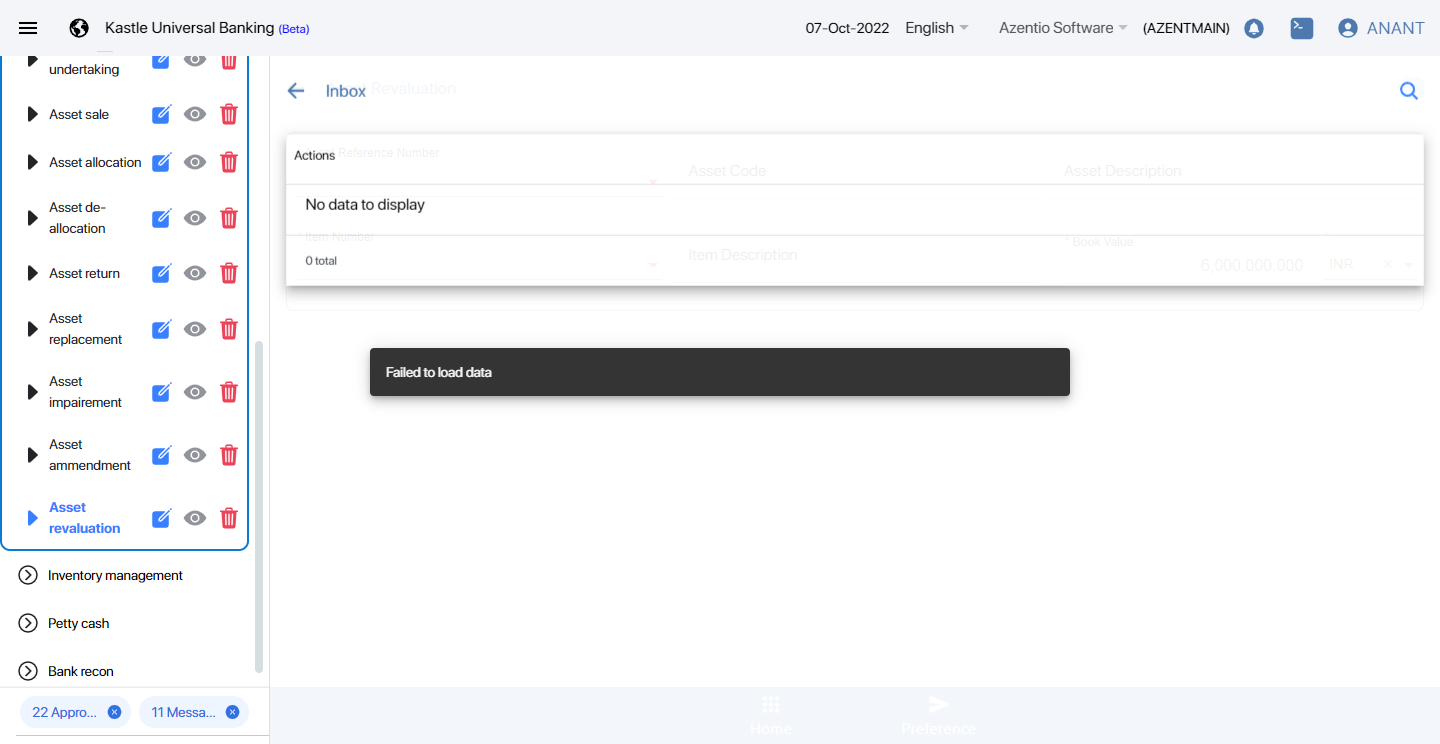 Kastle Universal Banking (Beta)
07-Oct-2022
English
Azentio Software
(AZENTMAIN)
ANANT
undertaking
Asset sale
Asset allocation
Asset de-
allocation
Asset return
Asset
replacement
Asset
impairement
Asset
ammendment
Asset
revaluation
Inventory management
Petty cash
Bank recon
22 Appro...
11 Messa...
Inbox
Revaluation
Actions
Reference Number
Asset Code
Asset Description
No data to display
* Item Number
Item Description
* Book Value
6,000,000,000
INR
0 total
Failed to load data
Home
Preference